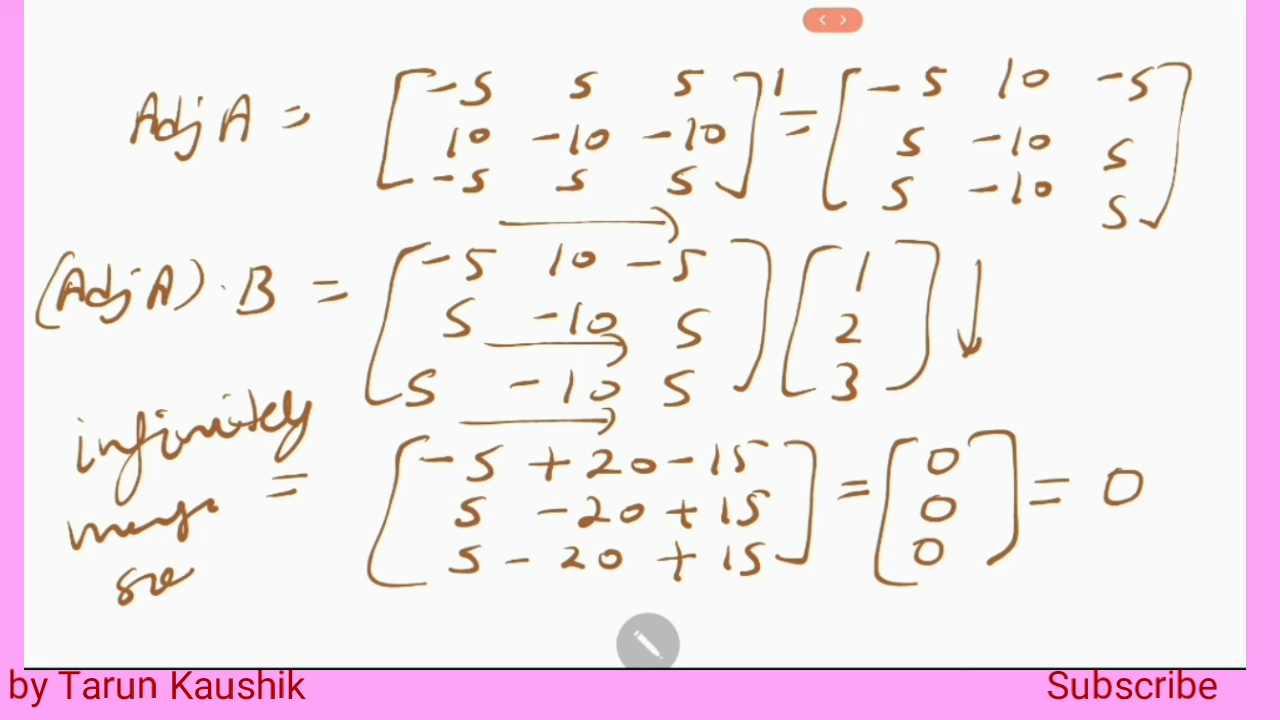 Adj A = [ -5 5 5 ]' = [ -5 10 -5 ]
[ 10 -10 -10 ] [ 5 -10 5 ]
[ -5 5 5 ] [ 5 -10 5 ]
(Adj A) . B = [ -5 10 -5 ] [ 1 ]
[ 5 -10 5 ] [ 2 ]
[ 5 -10 5 ] [ 3 ]
infinitely
= [ -5 + 20 - 15 ] = [ 0 ] = 0
[ 5 - 20 + 15 ] [ 0 ]
[ 5 - 20 + 15 ] [ 0 ]
by Tarun Kaushik
Subscribe